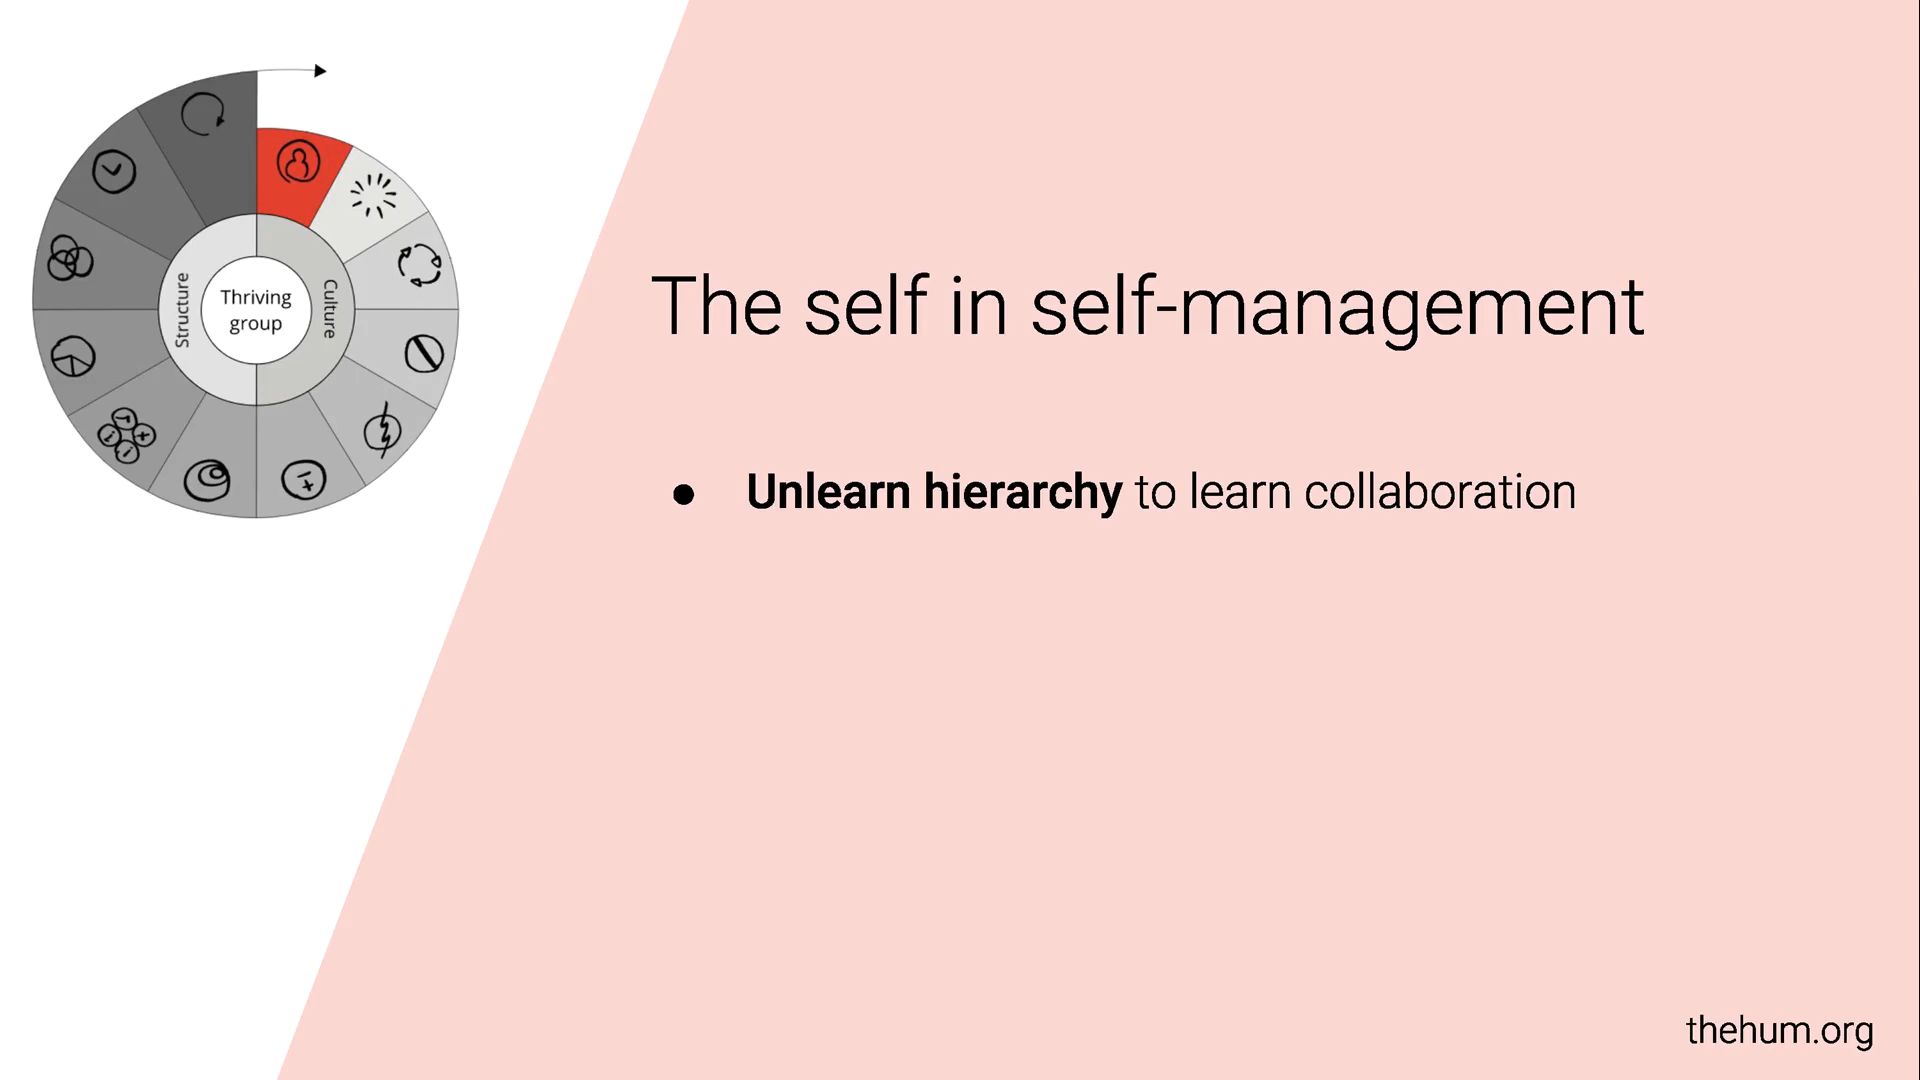 Thriving
group
Structure
Culture
The self in self-management
● Unlearn hierarchy to learn collaboration
thehum.org